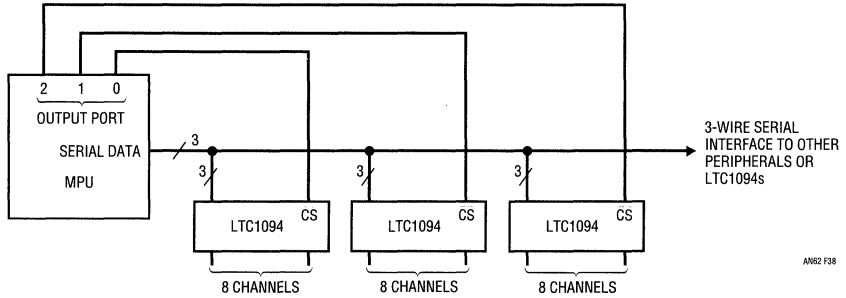 2 1 0
OUTPUT PORT
SERIAL DATA
MPU
3
3
3
3
3-WIRE SERIAL
INTERFACE TO OTHER
PERIPHERALS OR
LTC1094s
CS
LTC1094
CS
LTC1094
CS
LTC1094
AN62 F38
8 CHANNELS
8 CHANNELS
8 CHANNELS